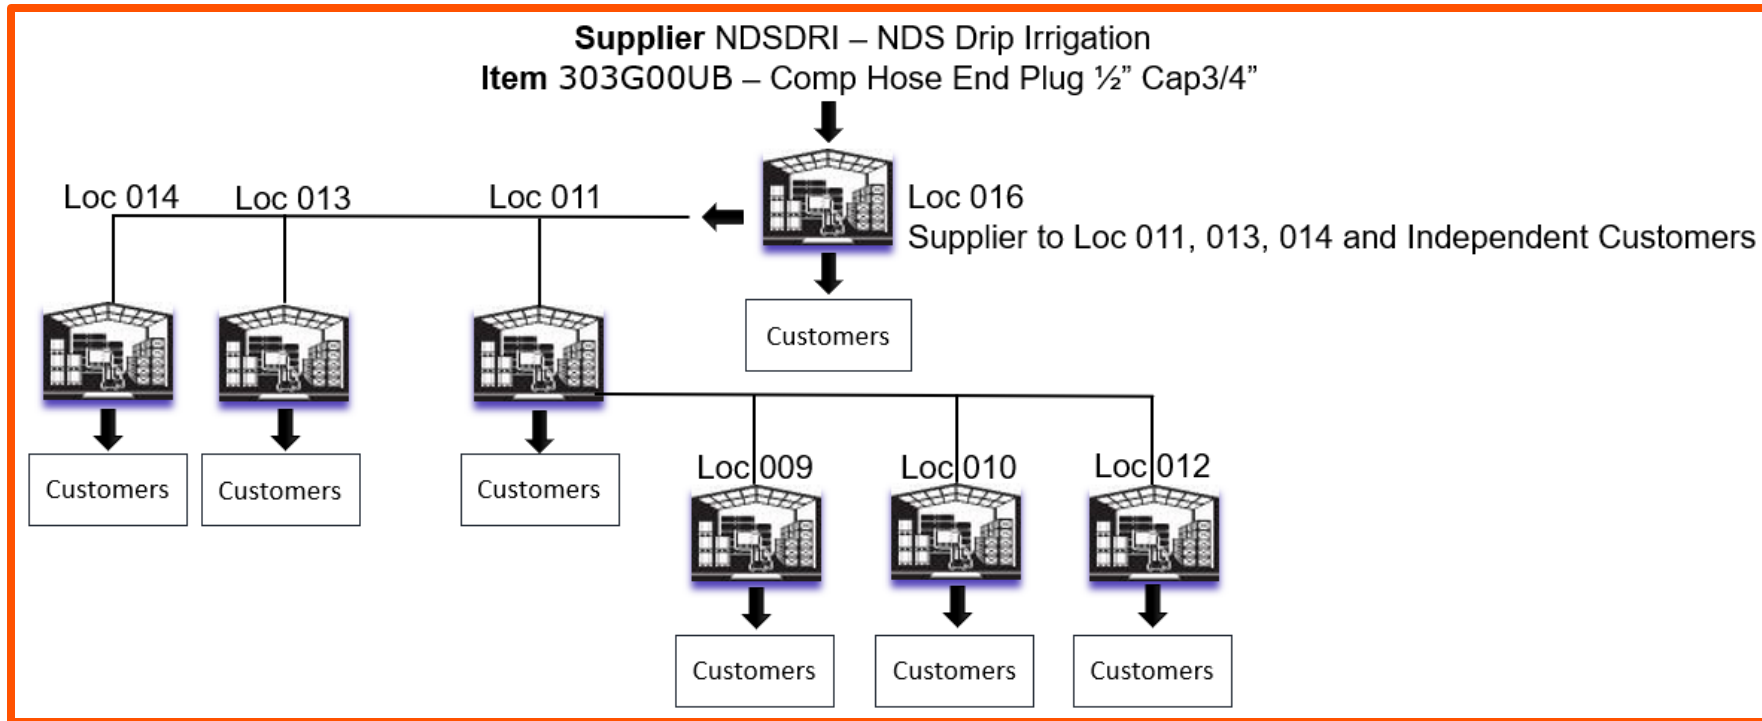 Supplier NDSDRI – NDS Drip Irrigation
Item 303G00UB – Comp Hose End Plug ½” Cap3/4”
Loc 014
Loc 013
Loc 011
Loc 016
Supplier to Loc 011, 013, 014 and Independent Customers
Customers
Customers
Customers
Customers
Loc 009
Loc 010
Loc 012
Customers
Customers
Customers